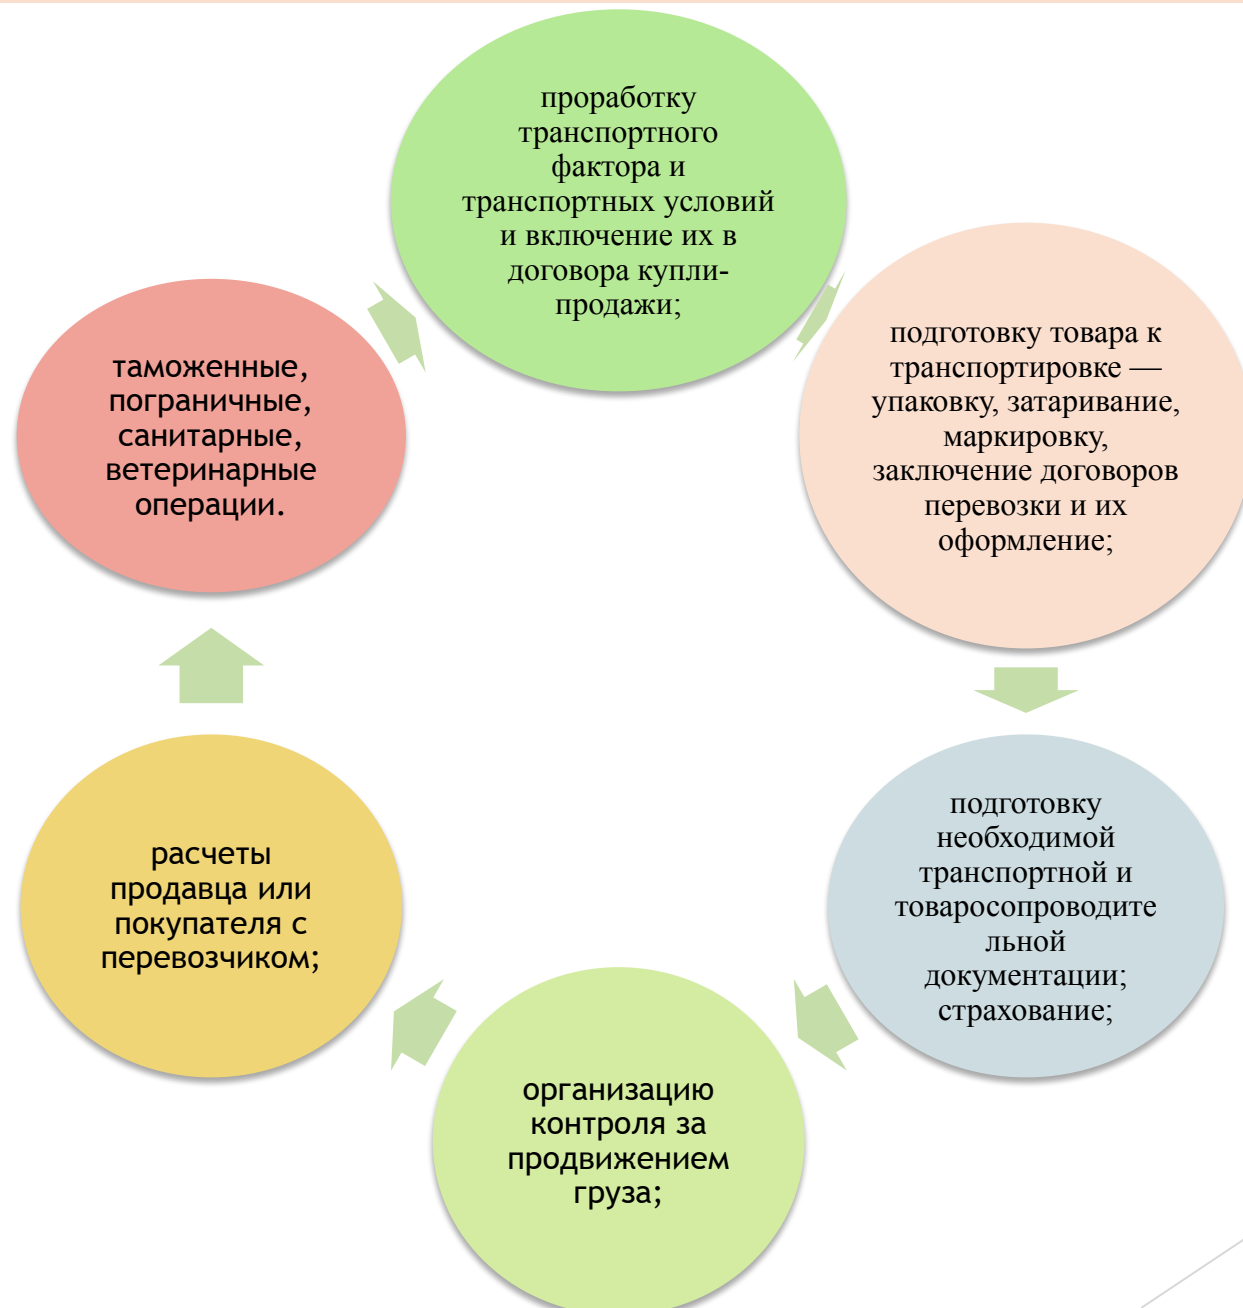 проработку
транспортного
фактора и
транспортных условий
и включение их в
договора купли-
продажи;
подготовку товара к
транспортировке —
упаковку, затаривание,
маркировку,
заключение договоров
перевозки и их
оформление;
подготовку
необходимой
транспортной и
товаросопроводите
льной
документации;
страхование;
организацию
контроля за
продвижением
груза;
расчеты
продавца или
покупателя с
перевозчиком;
таможенные,
пограничные,
санитарные,
ветеринарные
операции.